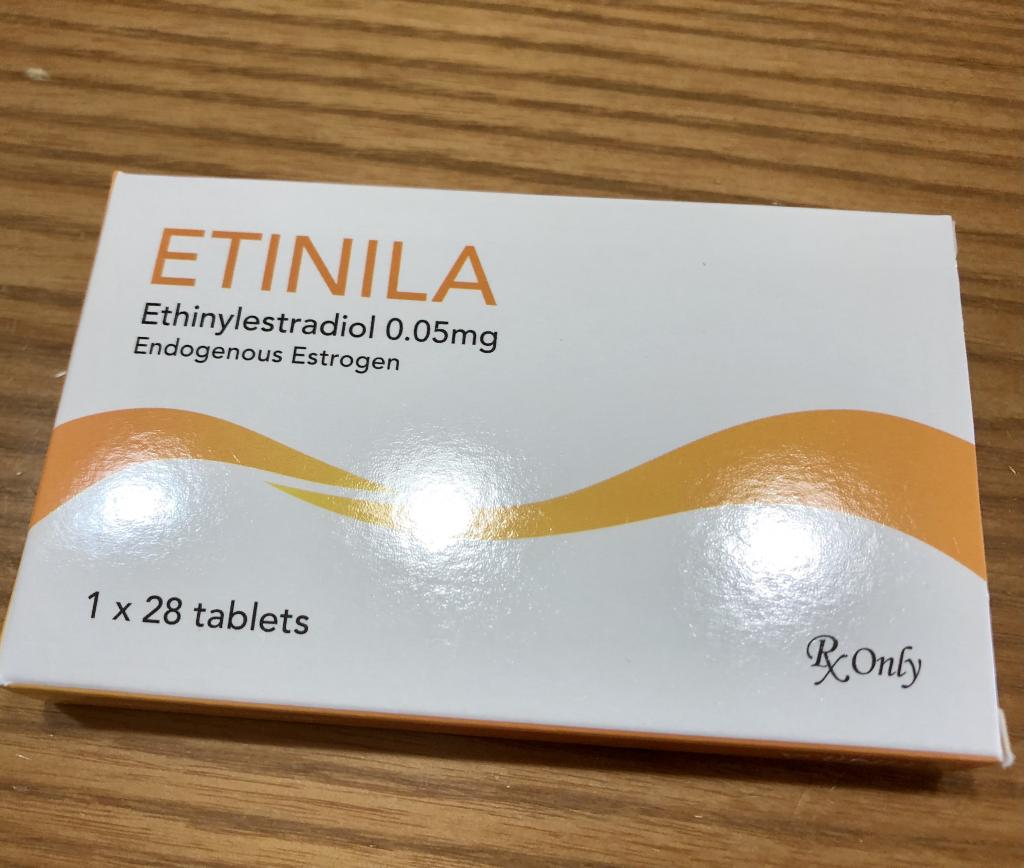 ETINILA
Ethinylestradiol 0.05mg
Endogenous Estrogen
1 x 28 tablets
Rx Only